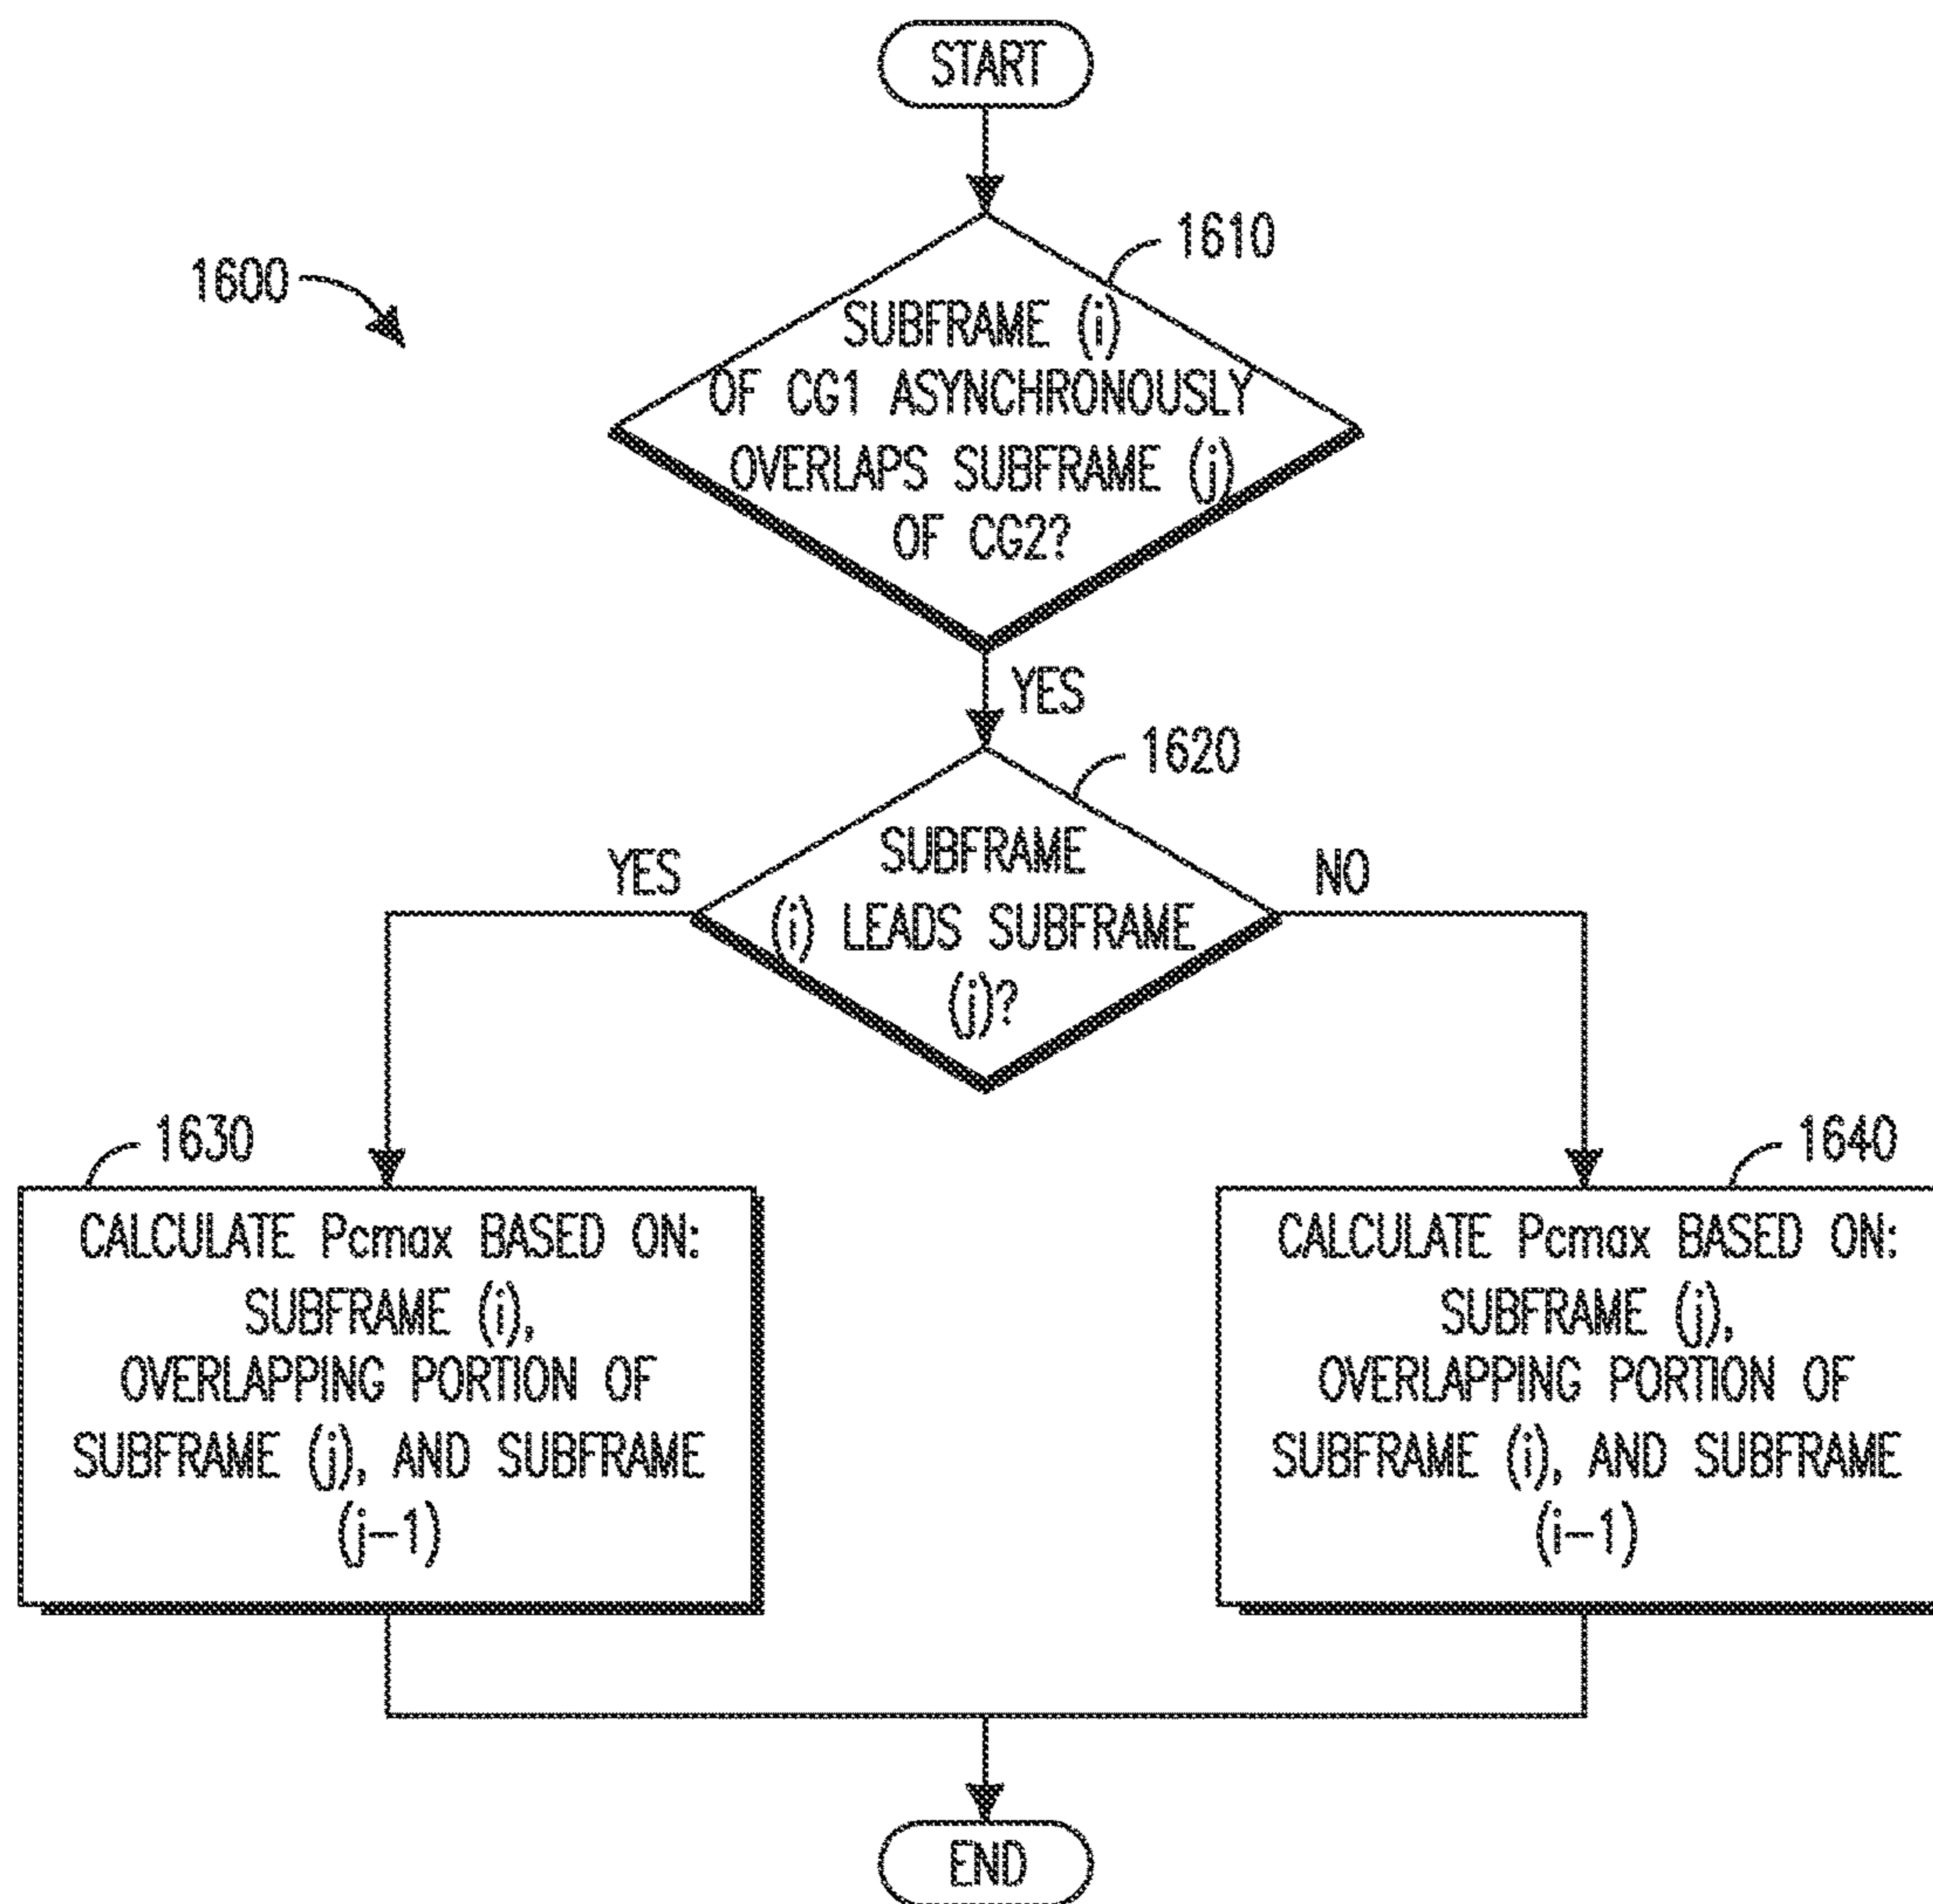 START
1600
1610
SUBFRAME (i)
OF CG1 ASYNCHRONOUSLY
OVERLAPS SUBFRAME (j)
OF CG2?
YES
1620
SUBFRAME
(i) LEADS SUBFRAME
(j)?
YES
NO
1630
CALCULATE Pcmax BASED ON:
SUBFRAME (i),
OVERLAPPING PORTION OF
SUBFRAME (j), AND SUBFRAME
(j–1)
1640
CALCULATE Pcmax BASED ON:
SUBFRAME (j),
OVERLAPPING PORTION OF
SUBFRAME (i), AND SUBFRAME
(i–1)
END